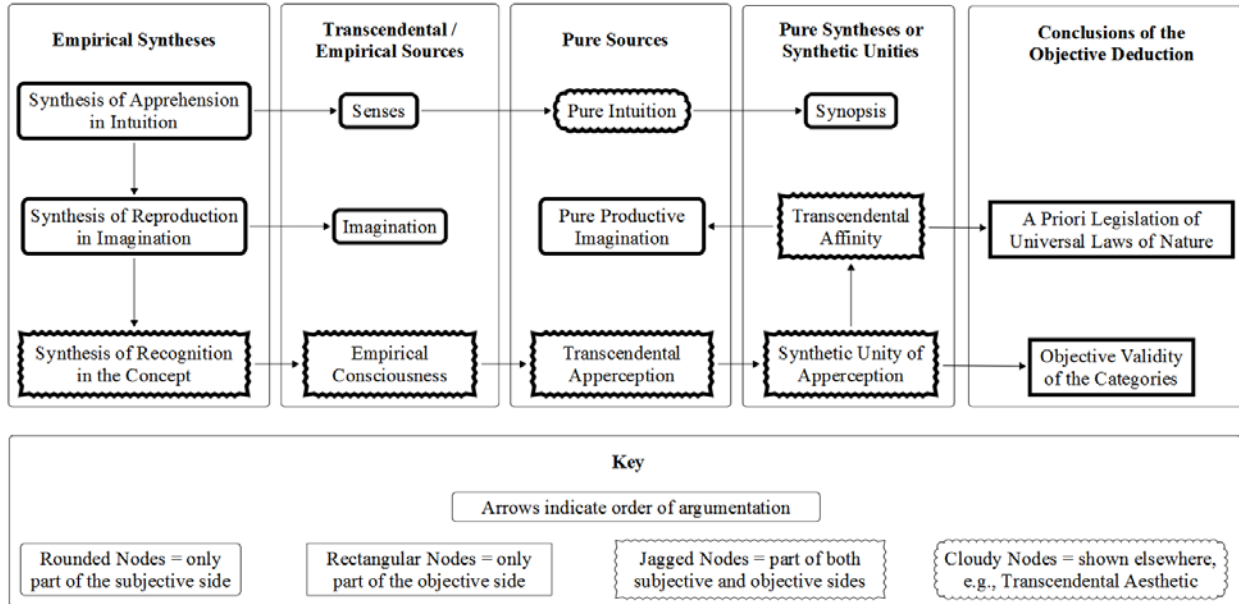 Empirical Syntheses
Transcendental /
Empirical Sources
Pure Sources
Pure Syntheses or
Synthetic Unities
Conclusions of the
Objective Deduction
Synthesis of Apprehension
in Intuition
Senses
Pure Intuition
Synopsis
Synthesis of Reproduction
in Imagination
Imagination
Pure Productive
Imagination
Transcendental
Affinity
A Priori Legislation of
Universal Laws of Nature
Synthesis of Recognition
in the Concept
Empirical
Consciousness
Transcendental
Apperception
Synthetic Unity of
Apperception
Objective Validity
of the Categories
Key
Arrows indicate order of argumentation
Rounded Nodes = only
part of the subjective side
Rectangular Nodes = only
part of the objective side
Jagged Nodes = part of both
subjective and objective sides
Cloudy Nodes = shown elsewhere,
e.g., Transcendental Aesthetic